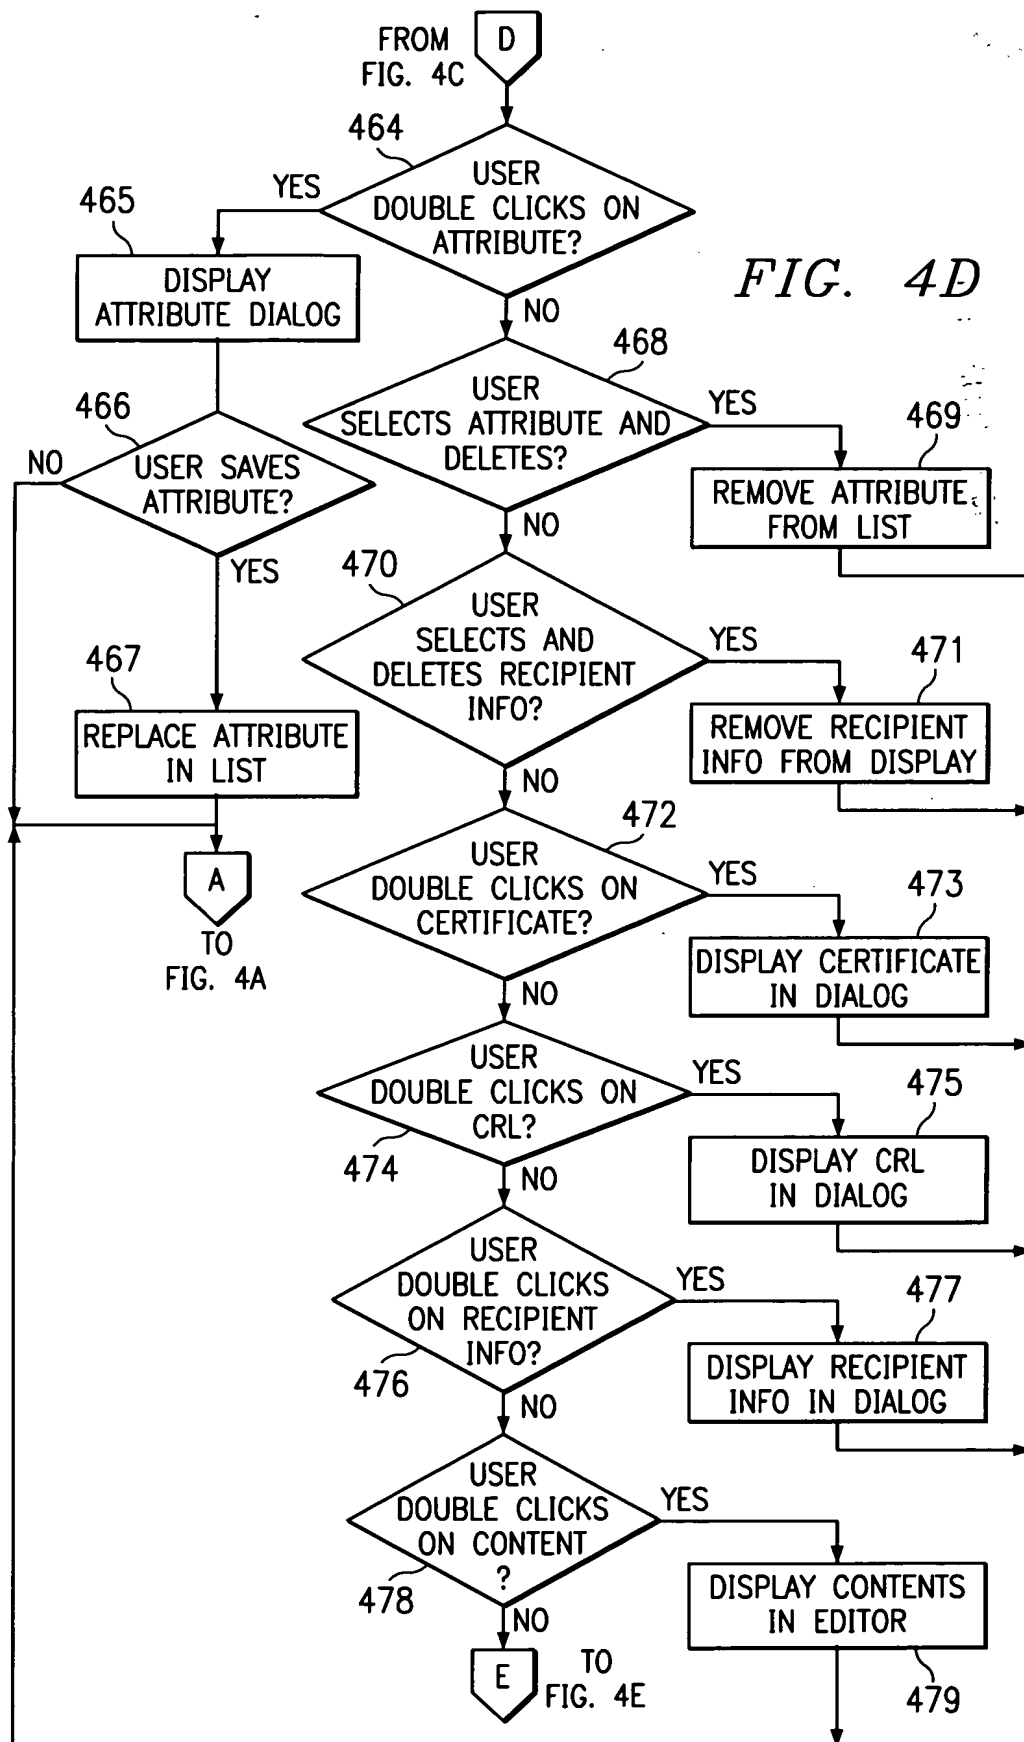 FROM
FIG. 4C
D
464
USER
DOUBLE CLICKS ON
ATTRIBUTE?
YES
NO
465
DISPLAY
ATTRIBUTE DIALOG
FIG. 4D
466
USER SAVES
ATTRIBUTE?
NO
YES
468
USER
SELECTS ATTRIBUTE AND
DELETES?
YES
NO
469
REMOVE ATTRIBUTE
FROM LIST
467
REPLACE ATTRIBUTE
IN LIST
A
TO
FIG. 4A
470
USER
SELECTS AND
DELETES RECIPIENT
INFO?
YES
NO
471
REMOVE RECIPIENT
INFO FROM DISPLAY
472
USER
DOUBLE CLICKS ON
CERTIFICATE?
YES
NO
473
DISPLAY CERTIFICATE
IN DIALOG
474
USER
DOUBLE CLICKS ON
CRL?
YES
NO
475
DISPLAY CRL
IN DIALOG
476
USER
DOUBLE CLICKS
ON RECIPIENT
INFO?
YES
NO
477
DISPLAY RECIPIENT
INFO IN DIALOG
478
USER
DOUBLE CLICKS
ON CONTENT
?
YES
NO
479
DISPLAY CONTENTS
IN EDITOR
E
TO
FIG. 4E